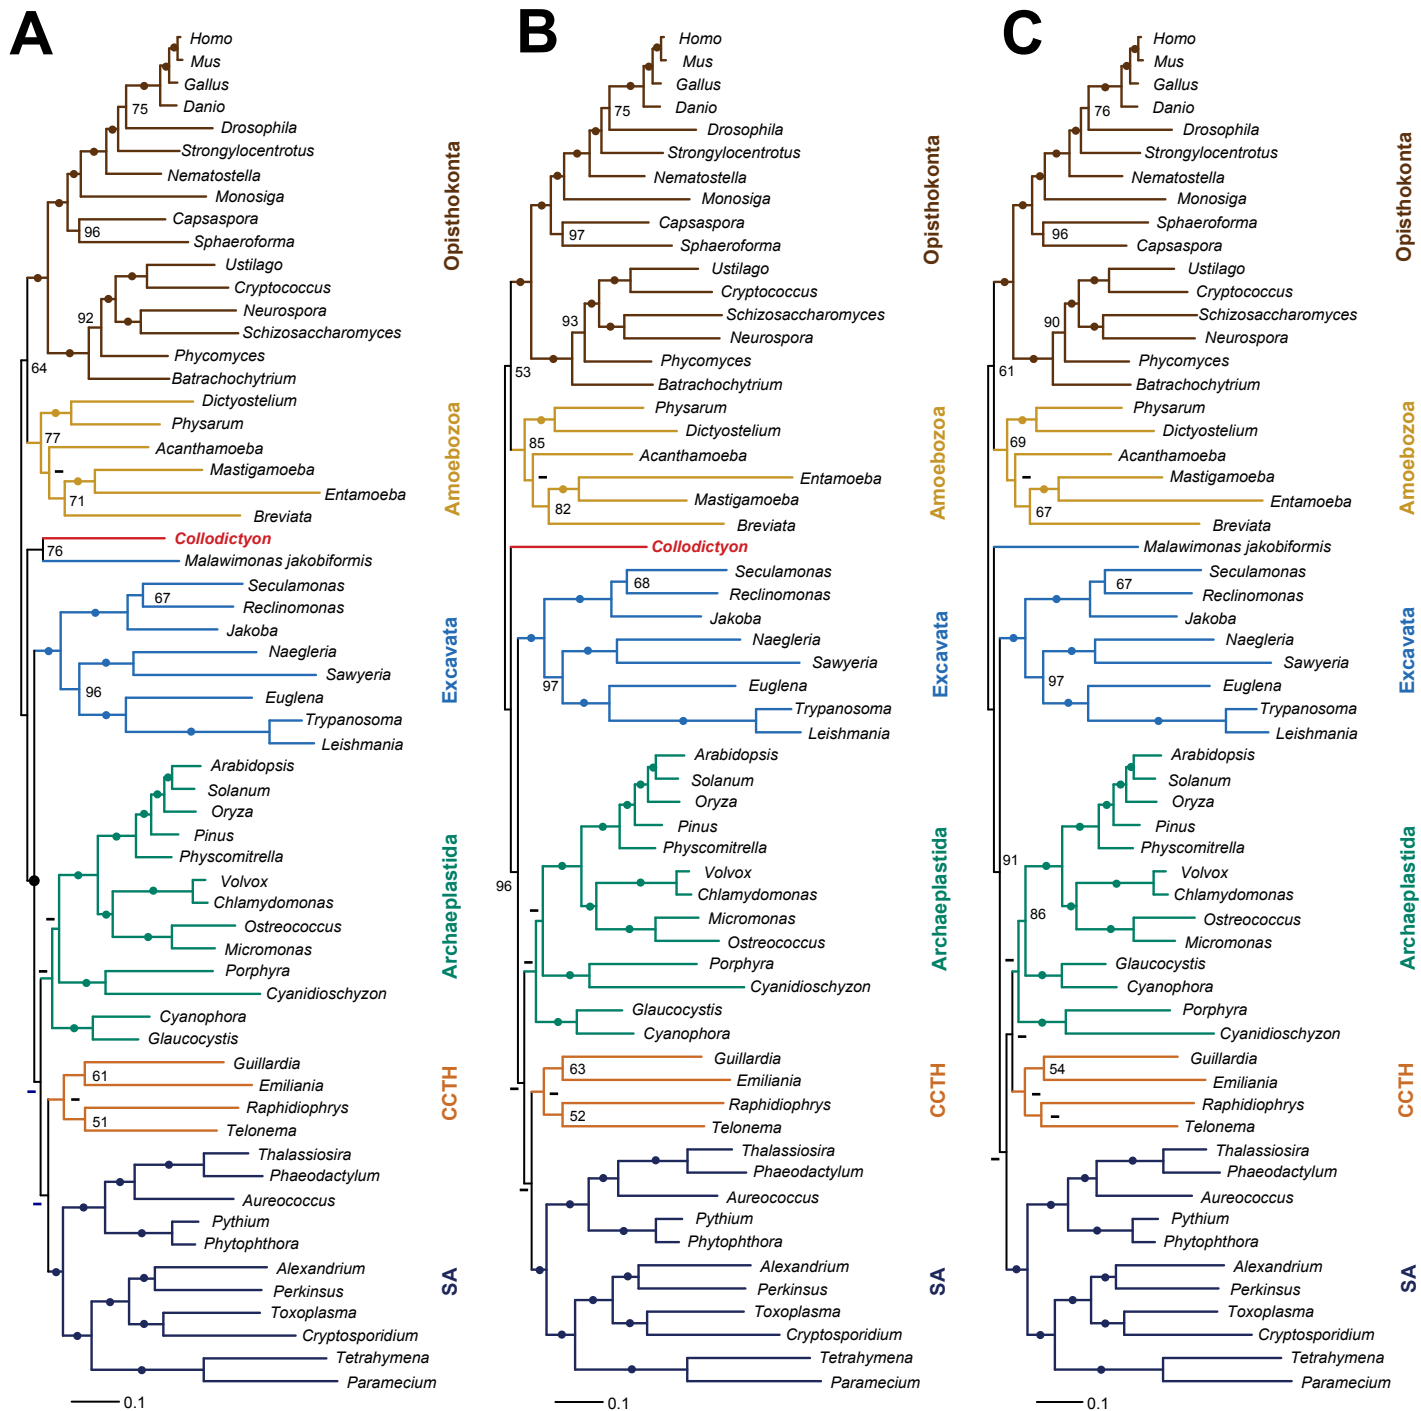 A
Homo
Mus
Gallus
Danio
75
Drosophila
Strongylocentrotus
Nematostella
Monosiga
Capsaspora
96
Sphaeroforma
Ustilago
Cryptococcus
Neurospora
92
Schizosaccharomyces
Phycomyces
64
Batrachochytrium
Dictyostelium
Physarum
77
Acanthamoeba
Mastigamoeba
71
Entamoeba
Breviata
Collodictyon
76
Malawimonas jakobiformis
Seculamonas
67
Reclinomonas
Jakoba
Naegleria
Sawyeria
96
Euglena
Trypanosoma
Leishmania
Arabidopsis
Solanum
Oryza
Pinus
Physcomitrella
Volvox
Chlamydomonas
Ostreococcus
Micromonas
Porphyra
Cyanidioschyzon
Cyanophora
Glaucocystis
Guillardia
61
Emiliania
Raphidiophrys
51
Telonema
Thalassiosira
Phaeodactylum
Aureococcus
Pythium
Phytophthora
Alexandrium
Perkinsus
Toxoplasma
Cryptosporidium
Tetrahymena
Paramecium
0.1
Opisthokonta
Amoebozoa
Excavata
Archaeplastida
CCTH
SA
B
Homo
Mus
Gallus
Danio
75
Drosophila
Strongylocentrotus
Nematostella
Monosiga
Capsaspora
97
Sphaeroforma
Ustilago
Cryptococcus
Schizosaccharomyces
93
Neurospora
Phycomyces
53
Batrachochytrium
Physarum
Dictyostelium
85
Acanthamoeba
Entamoeba
82
Mastigamoeba
Breviata
Collodictyon
Seculamonas
68
Reclinomonas
Jakoba
Naegleria
Sawyeria
97
Euglena
Trypanosoma
Leishmania
Arabidopsis
Solanum
Oryza
Pinus
Physcomitrella
Volvox
96
Chlamydomonas
Micromonas
Ostreococcus
Porphyra
Cyanidioschyzon
Glaucocystis
Cyanophora
Guillardia
63
Emiliania
Raphidiophrys
52
Telonema
Thalassiosira
Phaeodactylum
Aureococcus
Pythium
Phytophthora
Alexandrium
Perkinsus
Toxoplasma
Cryptosporidium
Tetrahymena
Paramecium
0.1
Opisthokonta
Amoebozoa
Excavata
Archaeplastida
CCTH
SA
C
Homo
Mus
Gallus
Danio
76
Drosophila
Strongylocentrotus
Nematostella
Monosiga
Sphaeroforma
96
Capsaspora
Ustilago
Cryptococcus
Schizosaccharomyces
90
Neurospora
Phycomyces
61
Batrachochytrium
Physarum
Dictyostelium
69
Acanthamoeba
Mastigamoeba
67
Entamoeba
Breviata
Malawimonas jakobiformis
Seculamonas
67
Reclinomonas
Jakoba
Naegleria
Sawyeria
97
Euglena
Trypanosoma
Leishmania
Arabidopsis
Solanum
Oryza
Pinus
Physcomitrella
91
Volvox
Chlamydomonas
86
Ostreococcus
Micromonas
Glaucocystis
Cyanophora
Porphyra
Cyanidioschyzon
Guillardia
54
Emiliania
Raphidiophrys
Telonema
Thalassiosira
Phaeodactylum
Aureococcus
Pythium
Phytophthora
Alexandrium
Perkinsus
Toxoplasma
Cryptosporidium
Tetrahymena
Paramecium
0.1
Opisthokonta
Amoebozoa
Excavata
Archaeplastida
CCTH
SA